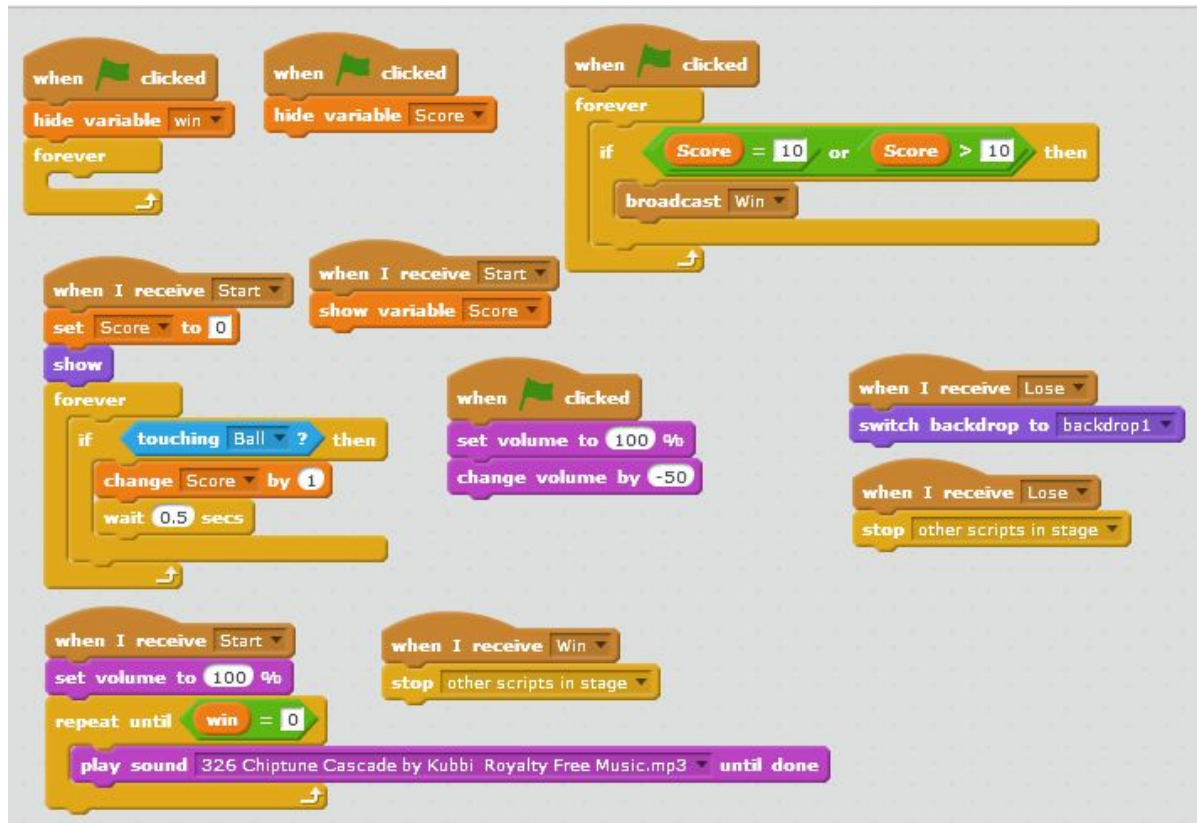 when clicked
hide variable win
forever
when clicked
hide variable Score
when clicked
forever
if Score = 10 or Score > 10 then
broadcast Win
when I receive Start
set Score to 0
show
forever
if touching Ball ? then
change Score by 1
wait 0.5 secs
when I receive Start
show variable Score
when clicked
set volume to 100 %
change volume by -50
when I receive Lose
switch backdrop to backdrop1
when I receive Lose
stop other scripts in stage
when I receive Start
set volume to 100 %
repeat until win = 0
play sound 326 Chiptune Cascade by Kubbi Royalty Free Music.mp3 until done
when I receive Win
stop other scripts in stage